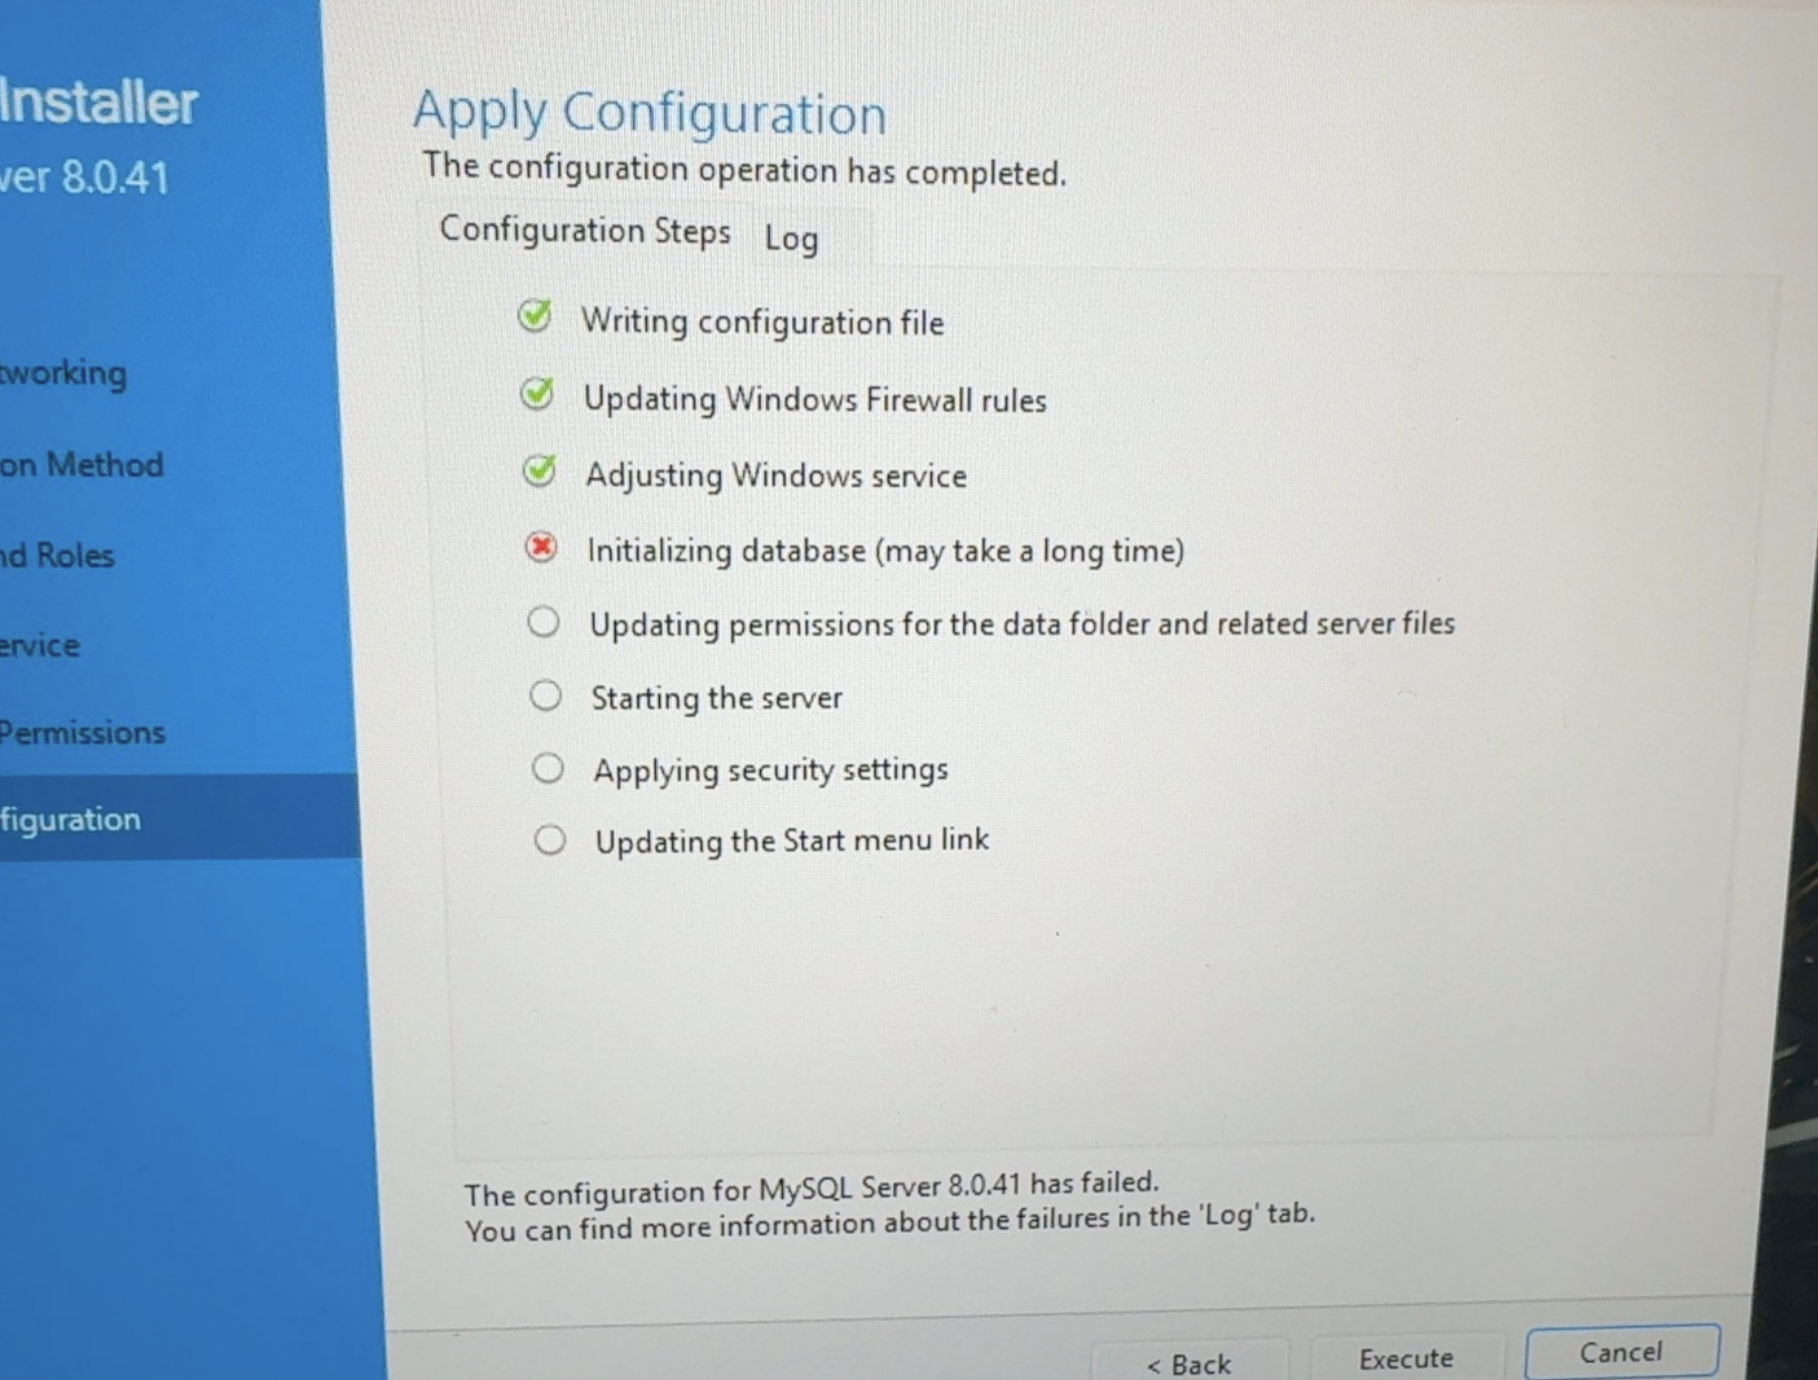 Installer
ver 8.0.41
tworking
on Method
nd Roles
ervice
Permissions
figuration
Apply Configuration
The configuration operation has completed.
Configuration Steps Log
Writing configuration file
Updating Windows Firewall rules
Adjusting Windows service
Initializing database (may take a long time)
Updating permissions for the data folder and related server files
Starting the server
Applying security settings
Updating the Start menu link
The configuration for MySQL Server 8.0.41 has failed.
You can find more information about the failures in the 'Log' tab.
< Back Execute Cancel